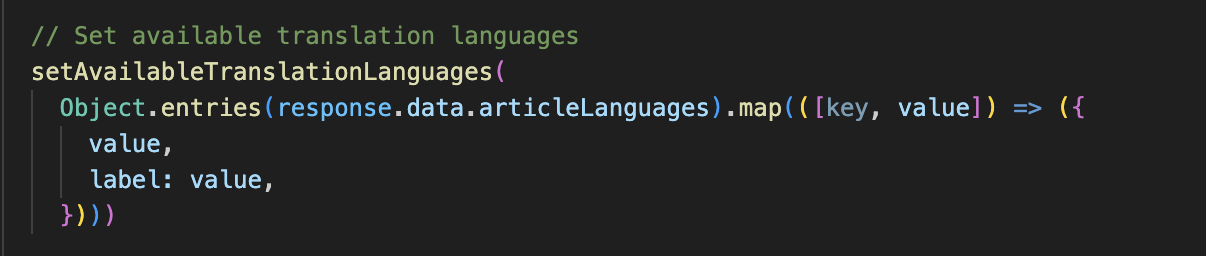 // Set available translation languages
setAvailableTranslationLanguages(
  Object.entries(response.data.articleLanguages).map(([key, value]) => ({
    value,
    label: value,
  })))